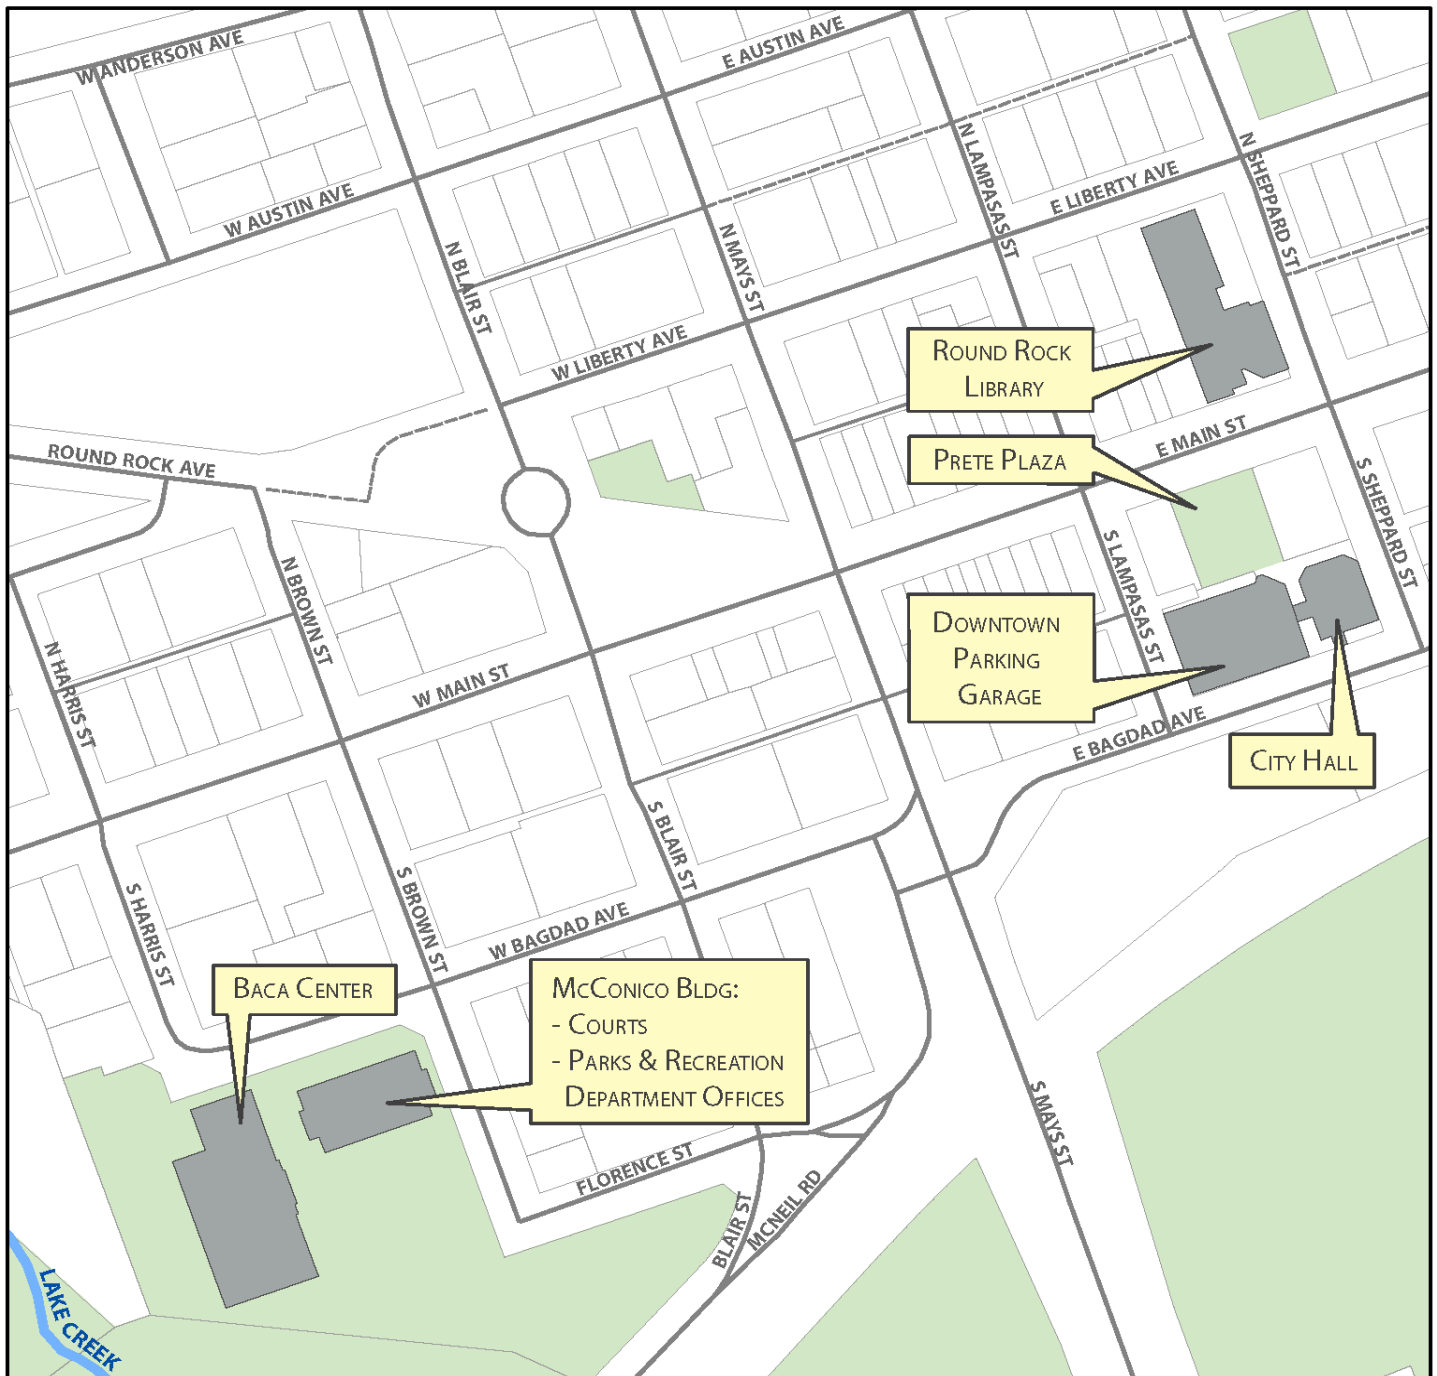 W ANDERSON AVE
E AUSTIN AVE
W AUSTIN AVE
N BLAIR ST
N MAYS ST
N LAMPASAS ST
E LIBERTY AVE
N SHEPPARD ST
W LIBERTY AVE
ROUND ROCK
LIBRARY
ROUND ROCK AVE
PRETE PLAZA
E MAIN ST
S SHEPPARD ST
N BROWN ST
S LAMPASAS ST
N HARRIS ST
W MAIN ST
DOWNTOWN
PARKING
GARAGE
E BAGDAD AVE
CITY HALL
S BLAIR ST
S HARRIS ST
S BROWN ST
W BAGDAD AVE
BACA CENTER
MCCONICO BLDG:
- COURTS
- PARKS & RECREATION
DEPARTMENT OFFICES
S MAYS ST
FLORENCE ST
BLAIR ST
MCNEIL RD
LAKE CREEK